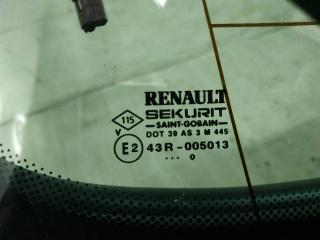 RENAULT
SEKURIT
115 SAINT-GOBAIN
V DOT 39 AS 3 M 445
E2 43R-005013
... 0